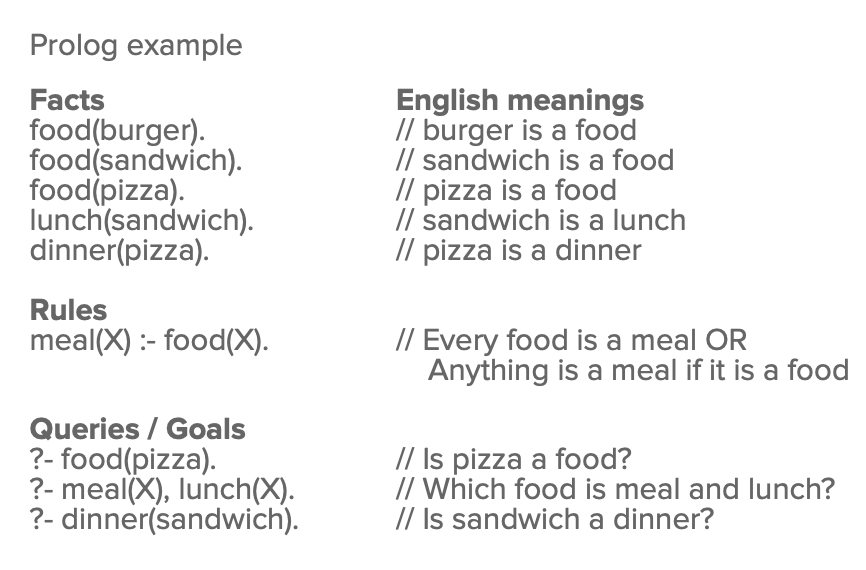 Prolog example
Facts English meanings
food(burger). // burger is a food
food(sandwich). // sandwich is a food
food(pizza). // pizza is a food
lunch(sandwich). // sandwich is a lunch
dinner(pizza). // pizza is a dinner
Rules
meal(X) :- food(X). // Every food is a meal OR
Anything is a meal if it is a food
Queries / Goals
?- food(pizza). // Is pizza a food?
?- meal(X), lunch(X). // Which food is meal and lunch?
?- dinner(sandwich). // Is sandwich a dinner?